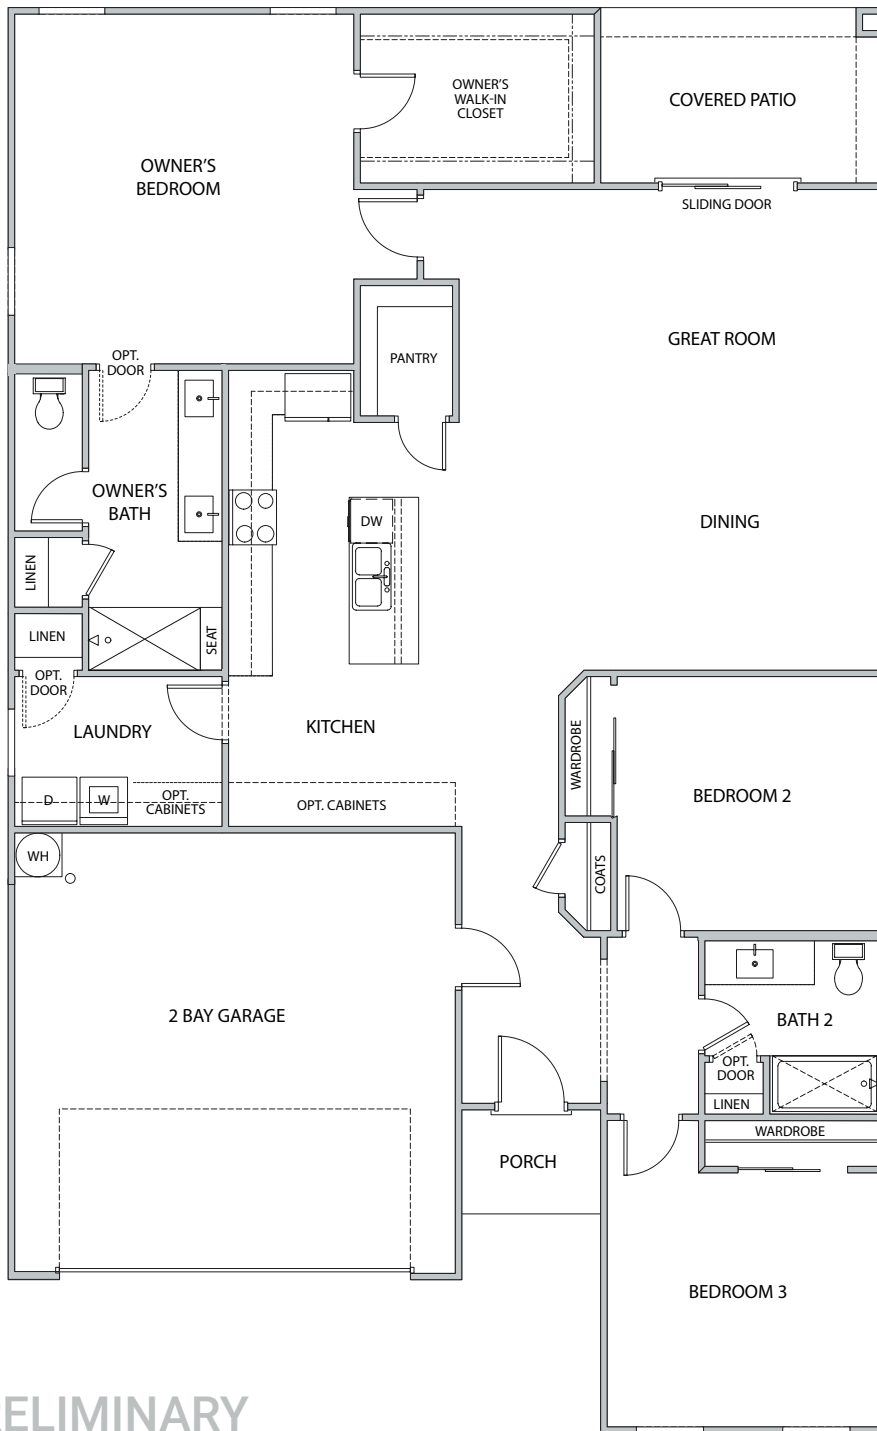 OWNER'S
WALK-IN
CLOSET
COVERED PATIO
OWNER'S
BEDROOM
SLIDING DOOR
GREAT ROOM
OPT.
DOOR
PANTRY
OWNER'S
BATH
DW
DINING
LINEN
LINEN
SEAT
OPT.
DOOR
LAUNDRY
KITCHEN
WARDROBE
BEDROOM 2
D
W
OPT.
CABINETS
OPT. CABINETS
WH
COATS
2 BAY GARAGE
BATH 2
OPT.
DOOR
LINEN
WARDROBE
PORCH
BEDROOM 3
RELIMINARY